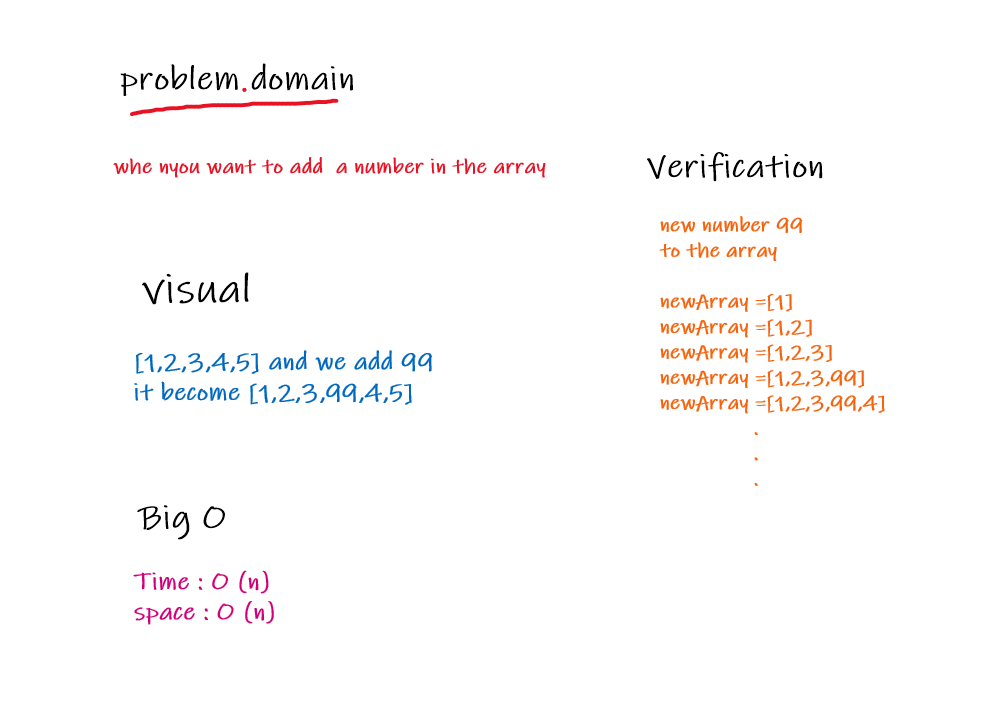 problem.domain
whe nyou want to add a number in the array
visual
[1,2,3,4,5] and we add 99
it become [1,2,3,99,4,5]
Big O
Time : O (n)
space : O (n)
Verification
new number 99
to the array
newArray =[1]
newArray =[1,2]
newArray =[1,2,3]
newArray =[1,2,3,99]
newArray =[1,2,3,99,4]
.
.
.